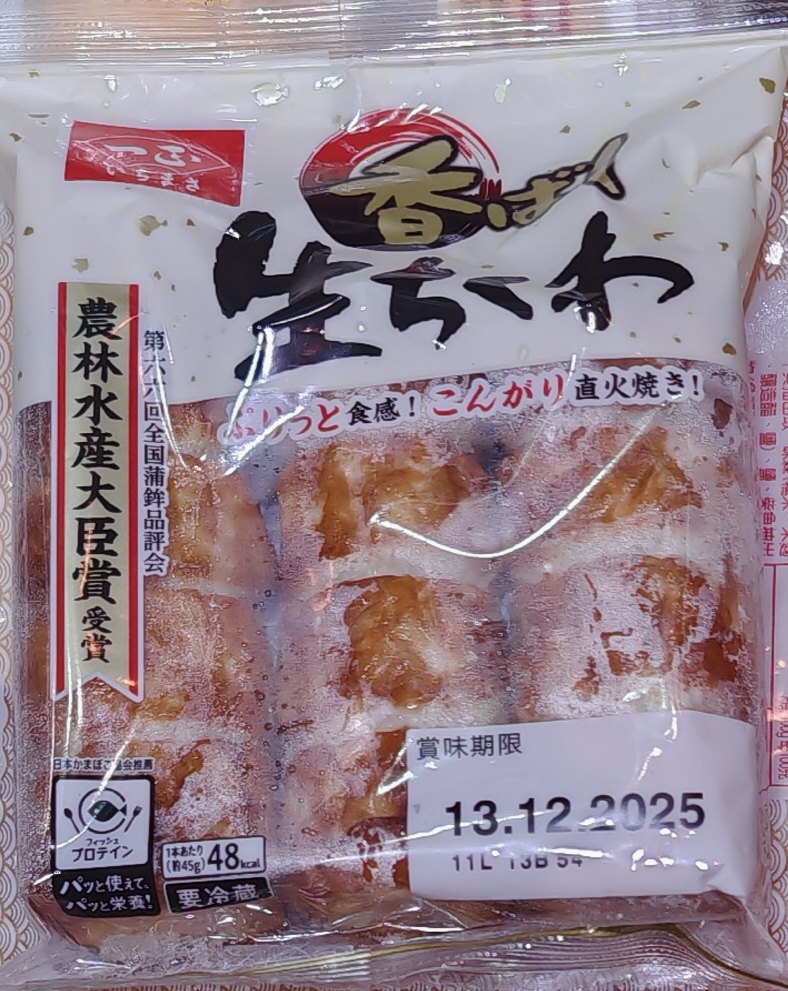 一正
いちまさ
香ばし
生ちくわ
ぷりっと食感！こんがり直火焼き！
第六六回全国蒲鉾品評会
農林水産大臣賞受賞
賞味期限
13.12.2025
11L 13B 54
日本かまぼこ協会推薦
フィッシュ
プロテイン
パッと使えて、
パッと栄養！
1本あたり
(約45g)
48kcal
要冷蔵